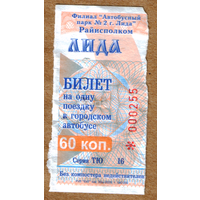 Филиал "Автобусный
парк № 2 г. Лида"
Райисполком
ЛИДА
БИЛЕТ
на одну
поездку
в городском
автобусе
60 коп.
Серия ТЮ 16
Без компостера недействителен
000255